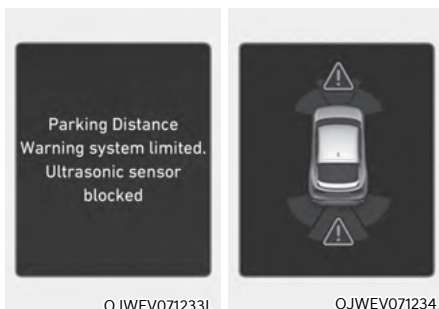 Parking Distance
Warning system limited.
Ultrasonic sensor
blocked
OJWEV071233L
OJWEV071234